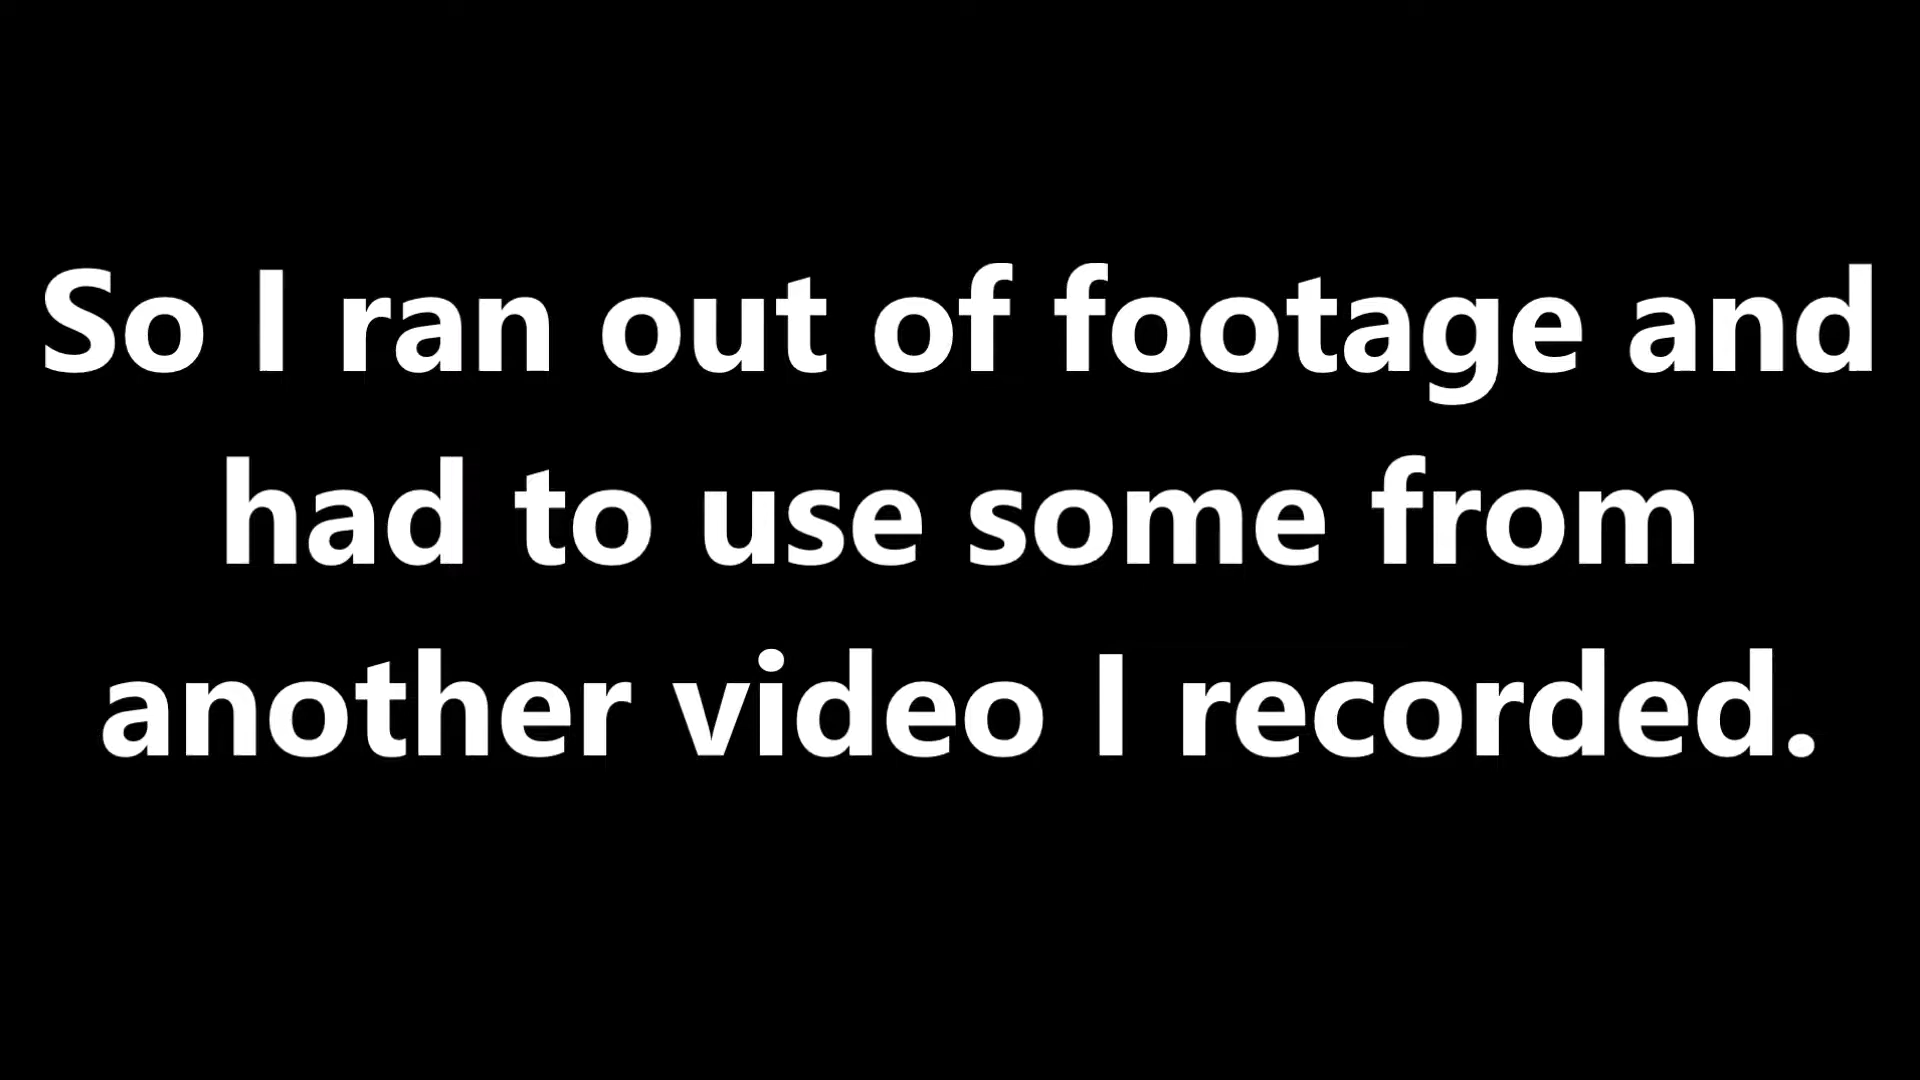 So I ran out of footage and
had to use some from
another video I recorded.